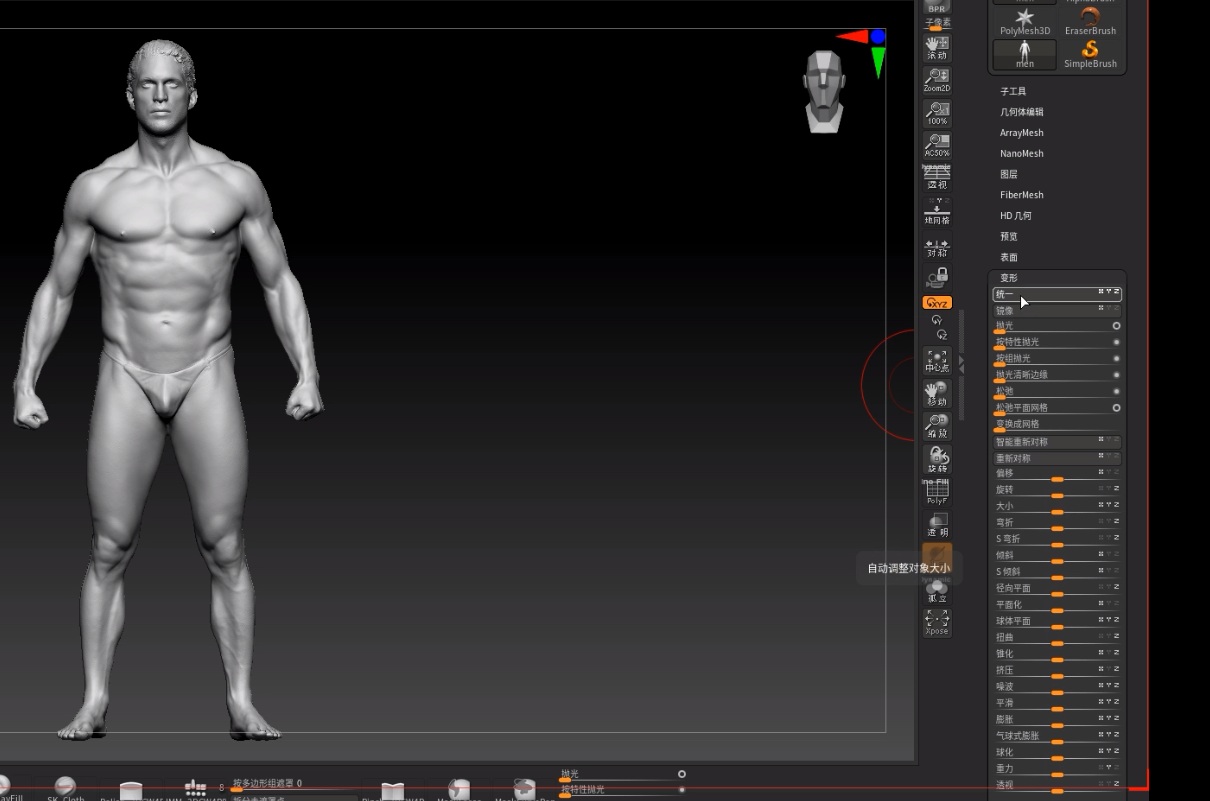 BPR
子像素
滚动
Zoom2D
100%
AC50%
透视
地网格
对称
XYZ
中心点
移动
缩放
旋转
PolyF
透明
自动调整对象大小
孤立
Xpose
PolyMesh3D
EraserBrush
men
SimpleBrush
子工具
几何体编辑
ArrayMesh
NanoMesh
图层
FiberMesh
HD 几何
预览
表面
变形
统一
镜像
抛光
按特性抛光
按组抛光
抛光清晰边缘
松弛
松弛平面网格
变换成网格
智能重新对称
重新对称
偏移
旋转
大小
弯折
S 弯折
倾斜
S 倾斜
径向平面
平面化
球体平面
扭曲
锥化
挤压
噪波
平滑
膨胀
气球式膨胀
球化
重力
透视
按多边形组遮罩 0
抛光
按特性抛光